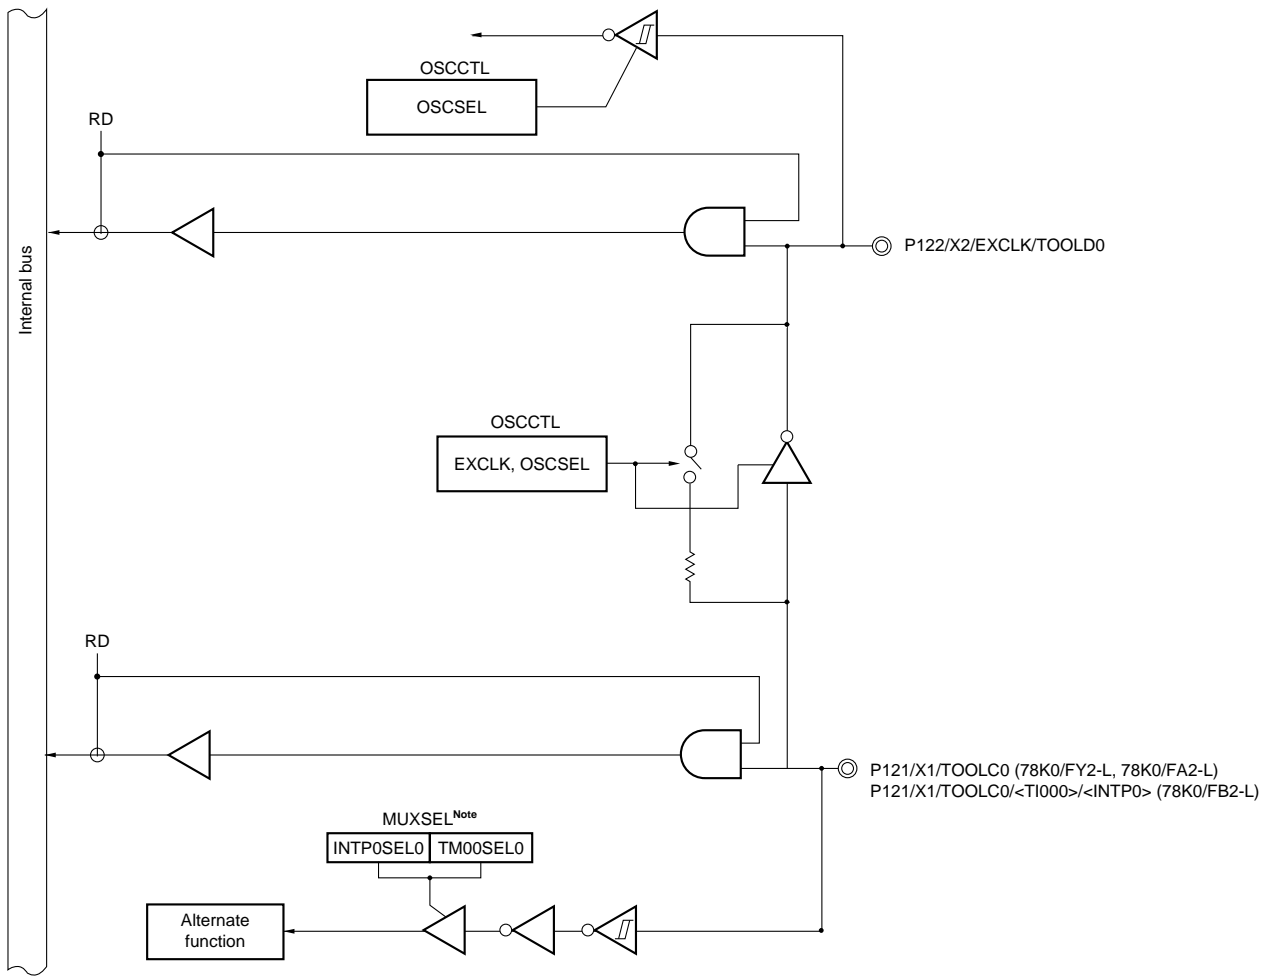 OSCCTL
OSCSEL
RD
Internal bus
P122/X2/EXCLK/TOOLD0
OSCCTL
EXCLK, OSCSEL
RD
P121/X1/TOOLC0 (78K0/FY2-L, 78K0/FA2-L)
P121/X1/TOOLC0/<TI000>/<INTP0> (78K0/FB2-L)
MUXSELNote
INTP0SEL0 TM00SEL0
Alternate
function